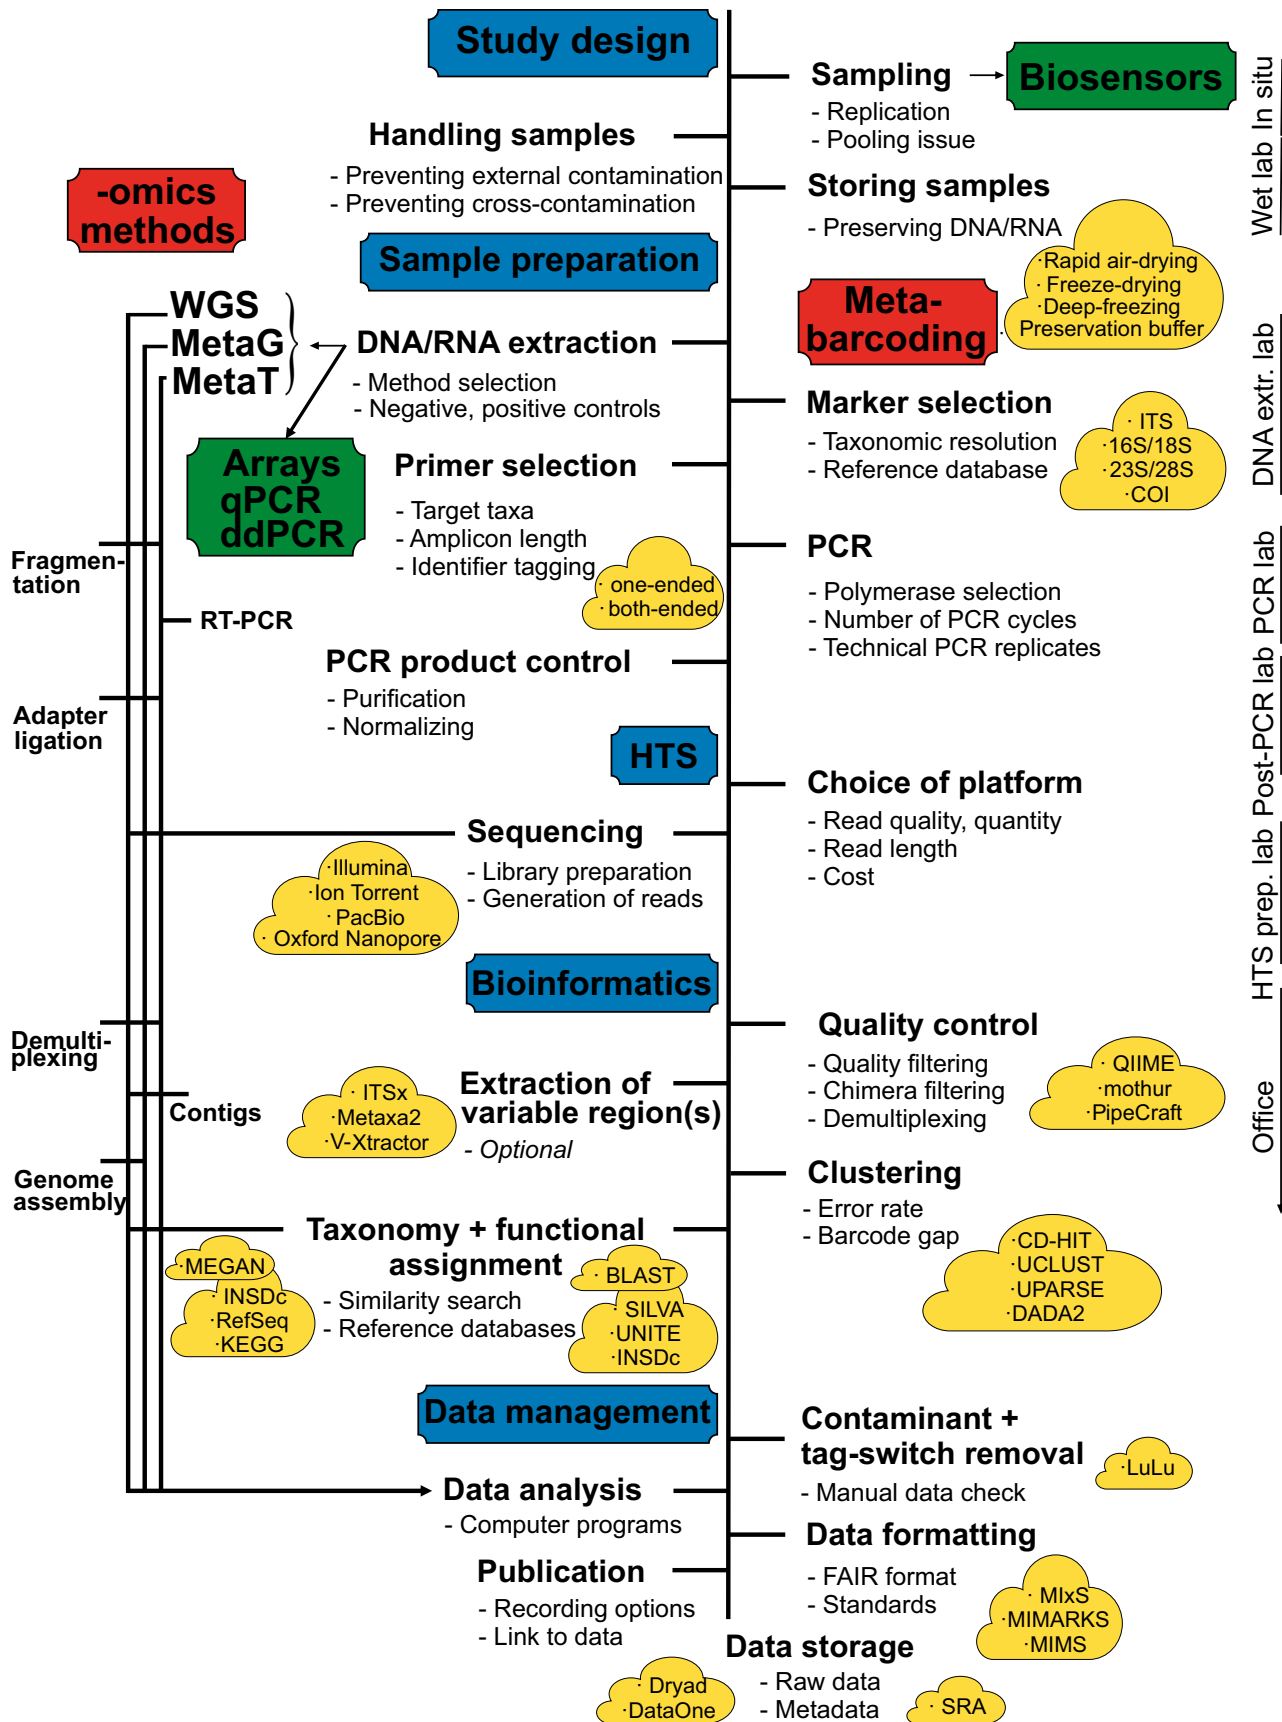 Study design
Sampling
- Replication
- Pooling issue
Biosensors
Handling samples
- Preventing external contamination
- Preventing cross-contamination
Storing samples
- Preserving DNA/RNA
·Rapid air-drying
· Freeze-drying
·Deep-freezing
· Preservation buffer
-omics
methods
Sample preparation
Meta-
barcoding
WGS
MetaG
MetaT
DNA/RNA extraction
- Method selection
- Negative, positive controls
Marker selection
- Taxonomic resolution
- Reference database
· ITS
·16S/18S
·23S/28S
·COI
Arrays
qPCR
ddPCR
Primer selection
- Target taxa
- Amplicon length
- Identifier tagging
· one-ended
· both-ended
PCR
- Polymerase selection
- Number of PCR cycles
- Technical PCR replicates
Fragmen-
tation
RT-PCR
PCR product control
- Purification
- Normalizing
Adapter
ligation
HTS
Choice of platform
- Read quality, quantity
- Read length
- Cost
Sequencing
- Library preparation
- Generation of reads
·Illumina
·Ion Torrent
·PacBio
· Oxford Nanopore
Bioinformatics
Quality control
- Quality filtering
- Chimera filtering
- Demultiplexing
· QIIME
·mothur
·PipeCraft
Demulti-
plexing
Contigs
Extraction of
variable region(s)
- Optional
· ITSx
·Metaxa2
·V-Xtractor
Clustering
- Error rate
- Barcode gap
·CD-HIT
·UCLUST
·UPARSE
·DADA2
Genome
assembly
Taxonomy + functional
assignment
- Similarity search
- Reference databases
·MEGAN
· INSDc
·RefSeq
·KEGG
· BLAST
· SILVA
·UNITE
·INSDc
Data management
Contaminant +
tag-switch removal
- Manual data check
·LuLu
Data analysis
- Computer programs
Data formatting
- FAIR format
- Standards
· MIxS
·MIMARKS
·MIMS
Publication
- Recording options
- Link to data
Data storage
- Raw data
- Metadata
· Dryad
·DataOne
· SRA
In situ
Wet lab
DNA extr. lab
PCR lab
Post-PCR lab
HTS prep. lab
Office